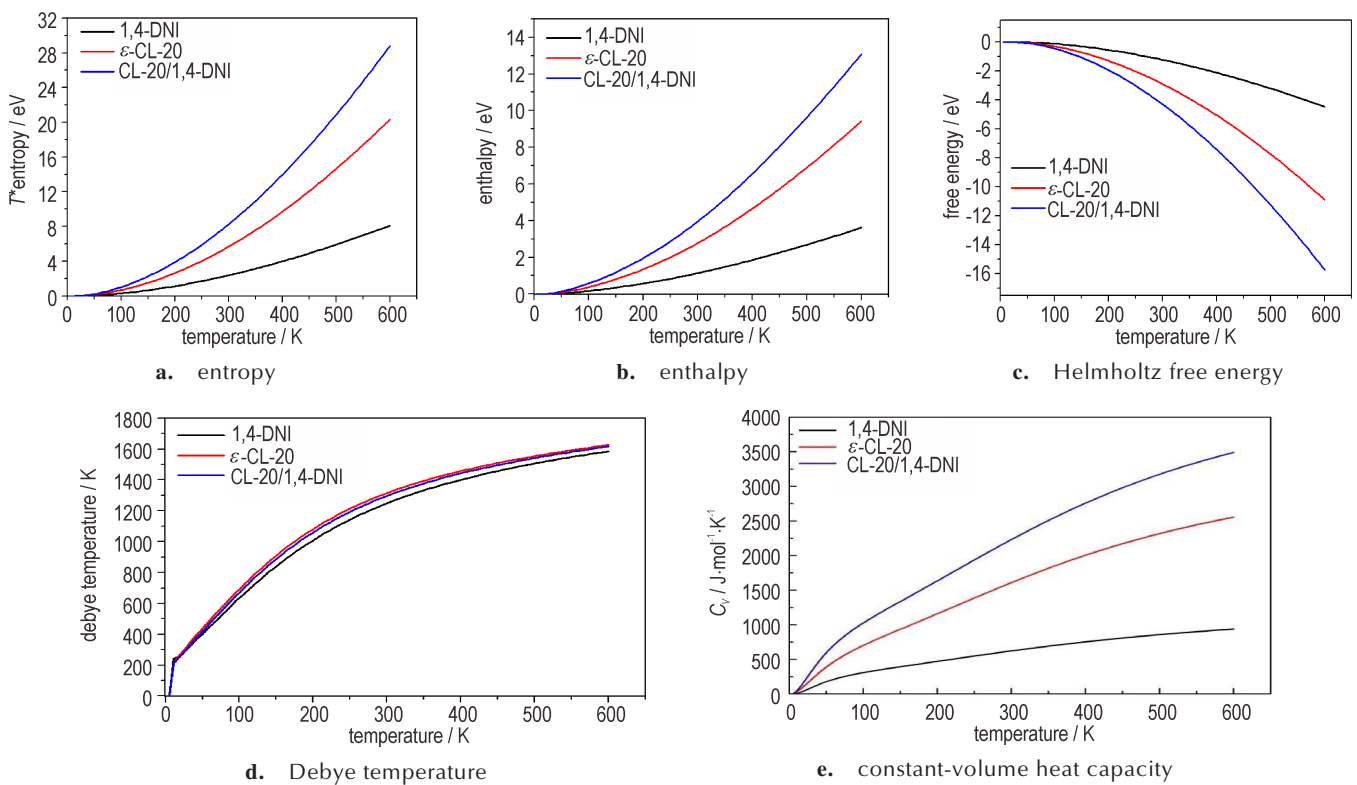 1,4-DNI
ε-CL-20
CL-20/1,4-DNI
T*entropy / eV
32
28
24
20
16
12
8
4
0
0 100 200 300 400 500 600
temperature / K
a. entropy
1,4-DNI
ε-CL-20
CL-20/1,4-DNI
enthalpy / eV
14
12
10
8
6
4
2
0
0 100 200 300 400 500 600
temperature / K
b. enthalpy
1,4-DNI
ε-CL-20
CL-20/1,4-DNI
free energy / eV
0
-2
-4
-6
-8
-10
-12
-14
-16
0 100 200 300 400 500 600
temperature / K
c. Helmholtz free energy
1,4-DNI
ε-CL-20
CL-20/1,4-DNI
debye temperature / K
1800
1600
1400
1200
1000
800
600
400
200
0
0 100 200 300 400 500 600
temperature / K
d. Debye temperature
1,4-DNI
ε-CL-20
CL-20/1,4-DNI
C_V / J·mol⁻¹·K⁻¹
4000
3500
3000
2500
2000
1500
1000
500
0
0 100 200 300 400 500 600
temperature / K
e. constant-volume heat capacity